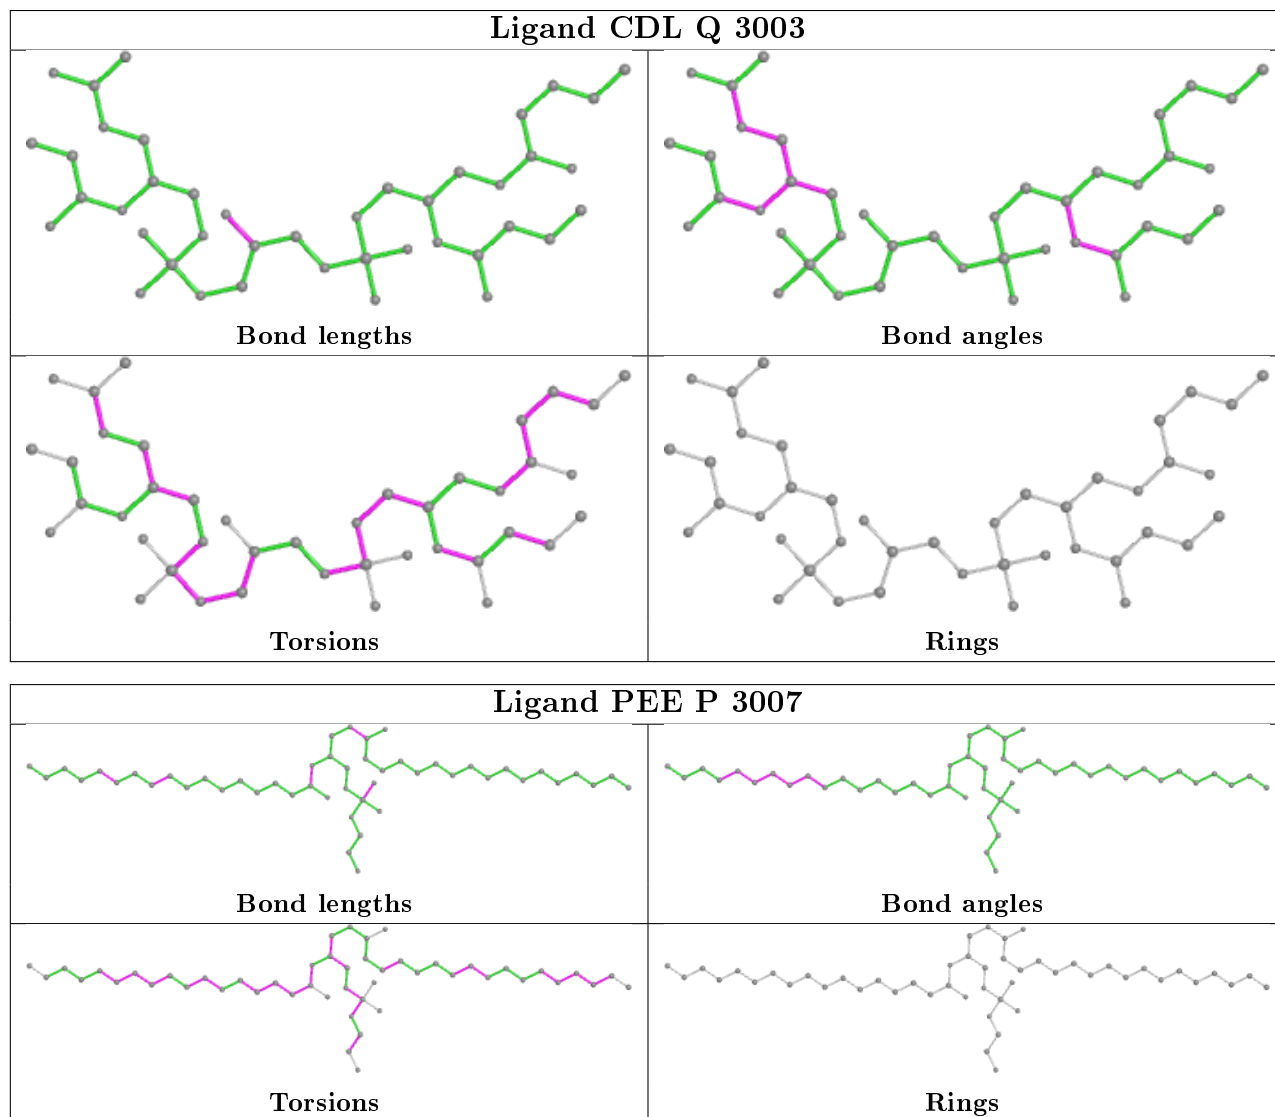 Ligand CDL Q 3003
Bond lengths
Bond angles
Torsions
Rings
Ligand PEE P 3007
Bond lengths
Bond angles
Torsions
Rings